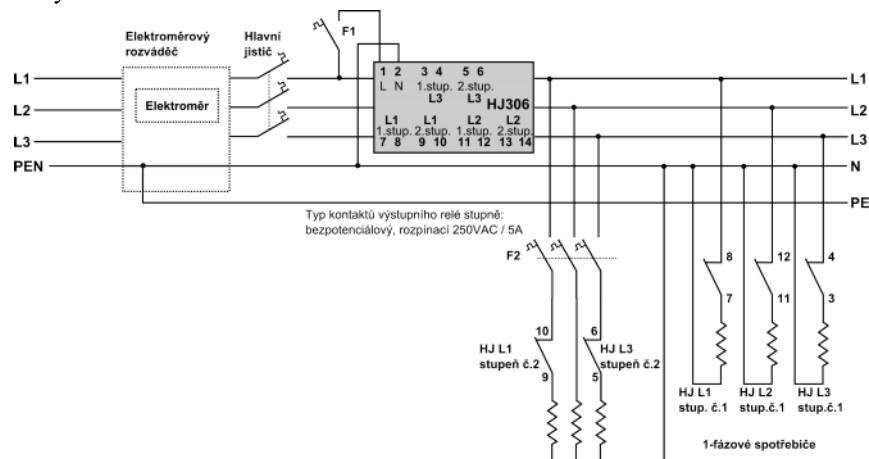 F1
Elektroměrový
rozváděč
Hlavní
jistič
1 2 3 4 5 6
L N 1.stup. 2.stup.
L3 L3 HJ306
L1 L1 L2 L2
1.stup. 2.stup. 1.stup. 2.stup.
7 8 9 10 11 12 13 14
Elektroměr
L1
L2
L3
PEN
L1
L2
L3
N
PE
Typ kontaktů výstupního relé stupně:
bezpotenciálový, rozpínací 250VAC / 5A
F2
10
9
HJ L1
stupeň č.2
6
5
HJ L3
stupeň č.2
8
7
12
11
4
3
HJ L1
stup. č.1
HJ L2
stup.č.1
HJ L3
stup.č.1
1-fázové spotřebiče